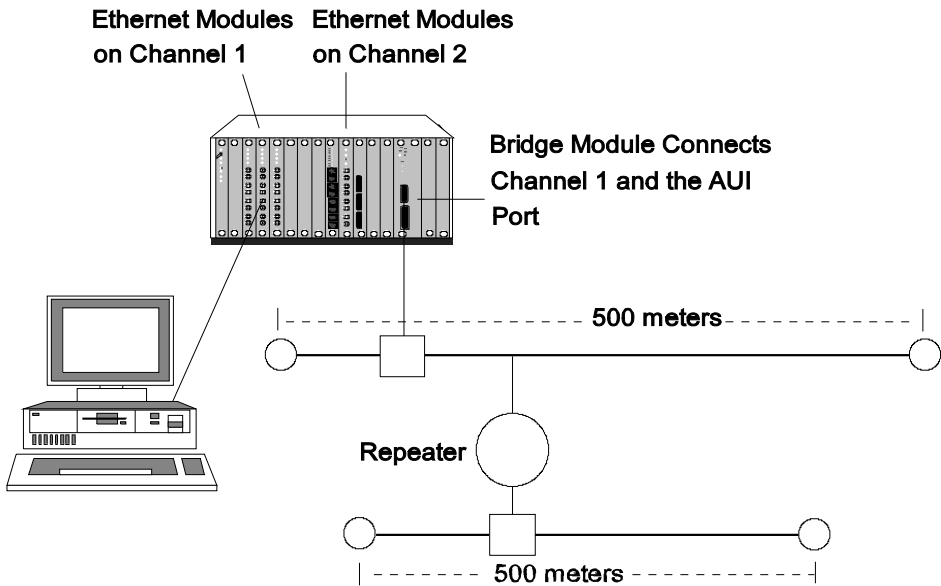 Ethernet Modules
on Channel 1
Ethernet Modules
on Channel 2
Bridge Module Connects
Channel 1 and the AUI
Port
500 meters
Repeater
500 meters